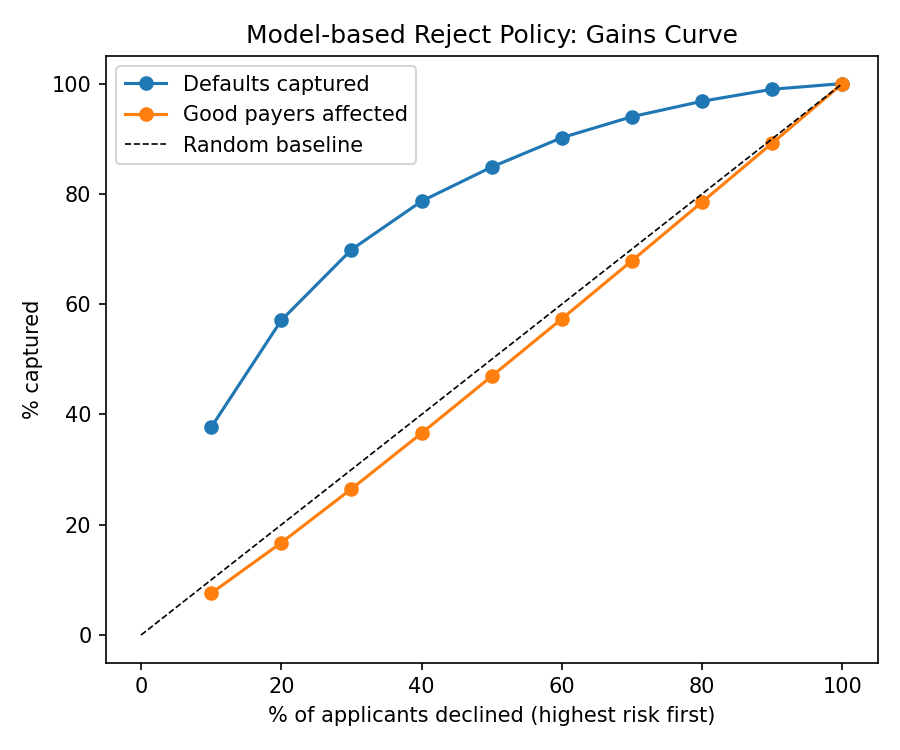 Model-based Reject Policy: Gains Curve
Defaults captured
Good payers affected
Random baseline
% captured
100
80
60
40
20
0
0 20 40 60 80 100
% of applicants declined (highest risk first)